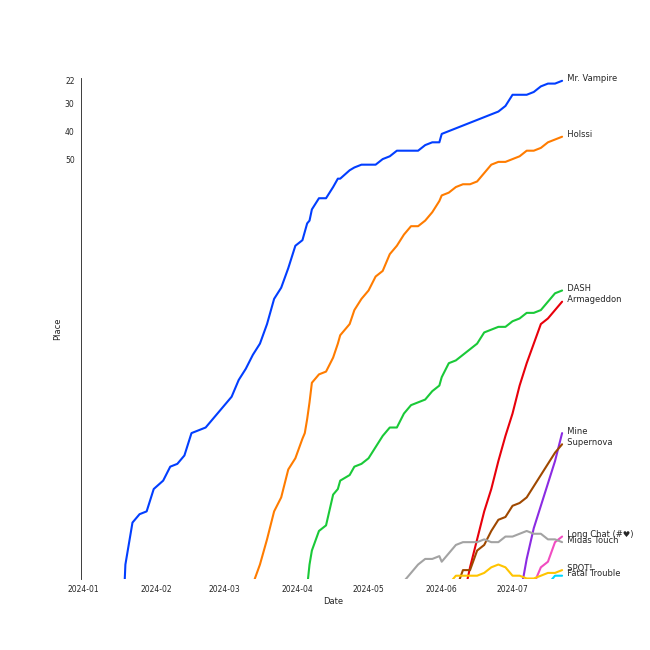 22
30
40
50
Place
Mr. Vampire
Holssi
DASH
Armageddon
Mine
Supernova
Long Chat (#♥)
Midas Touch
SPOT!
Fatal Trouble
2024-01
2024-02
2024-03
2024-04
2024-05
2024-06
2024-07
Date